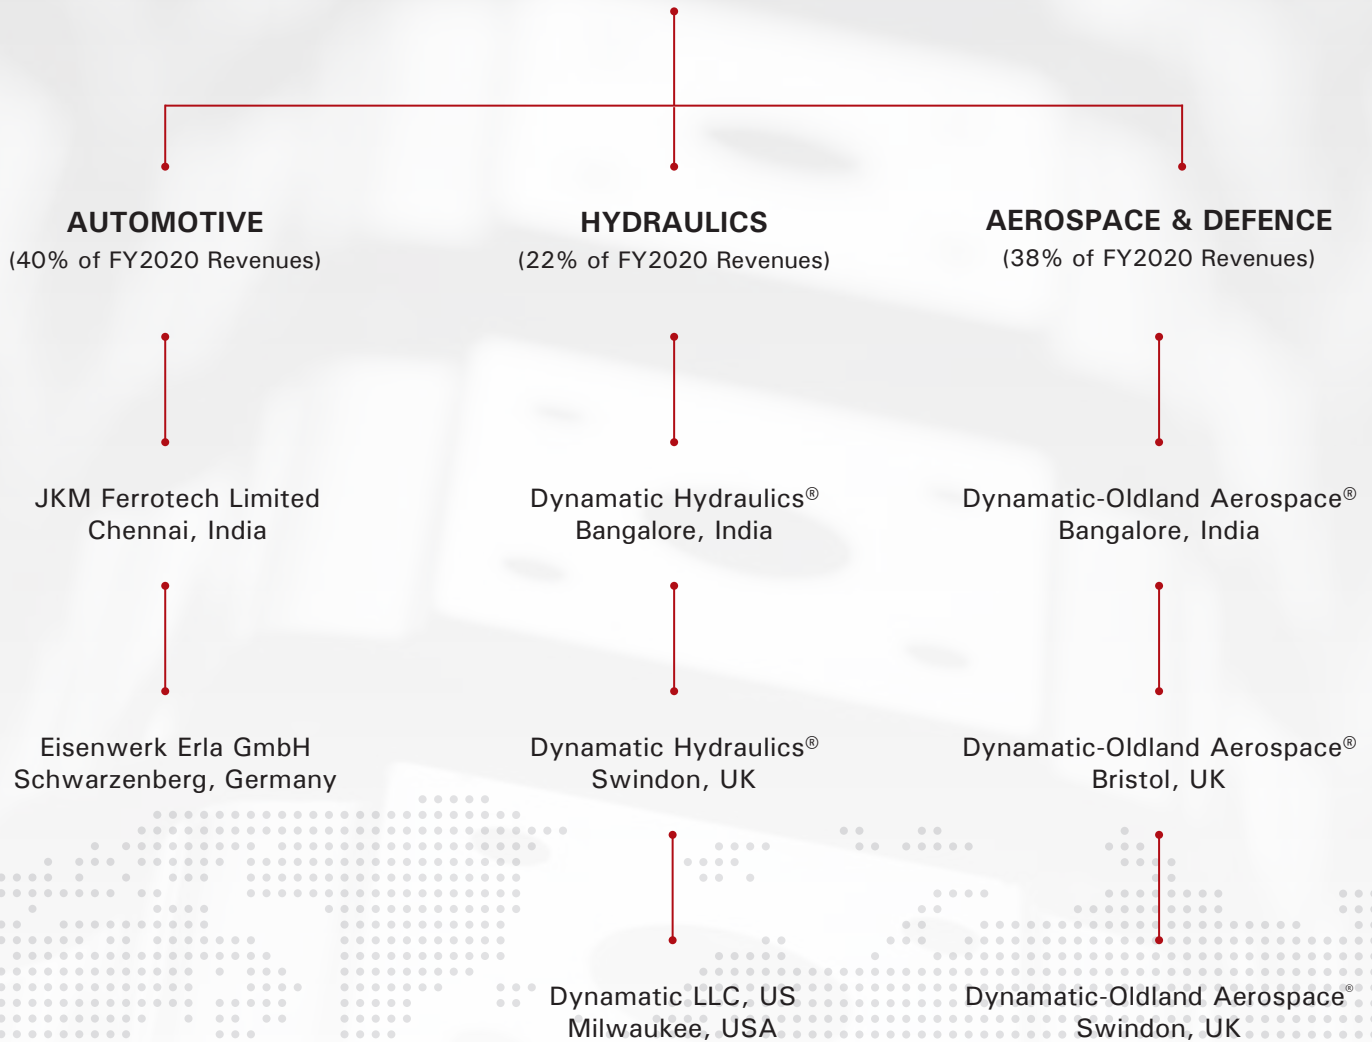 AUTOMOTIVE
(40% of FY2020 Revenues)
JKM Ferrotech Limited
Chennai, India
Eisenwerk Erla GmbH
Schwarzenberg, Germany
HYDRAULICS
(22% of FY2020 Revenues)
Dynamatic Hydraulics®
Bangalore, India
Dynamatic Hydraulics®
Swindon, UK
Dynamatic LLC, US
Milwaukee, USA
AEROSPACE & DEFENCE
(38% of FY2020 Revenues)
Dynamatic-Oldland Aerospace®
Bangalore, India
Dynamatic-Oldland Aerospace®
Bristol, UK
Dynamatic-Oldland Aerospace®
Swindon, UK